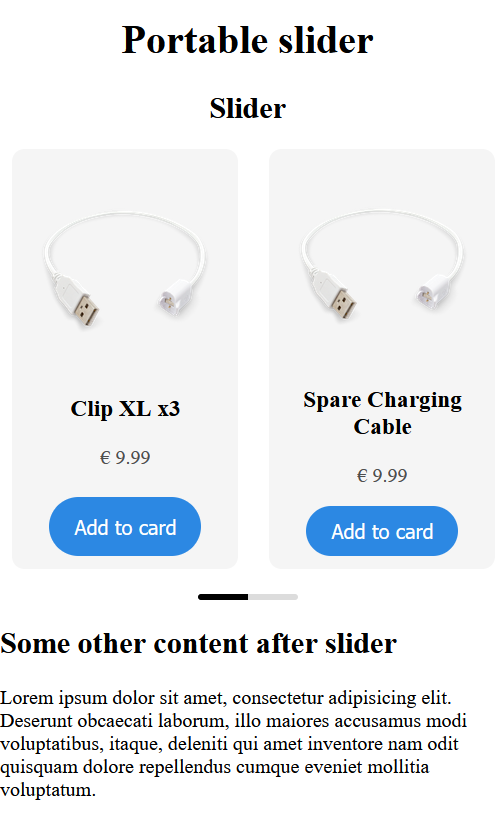 Portable slider
Slider
Clip XL x3
€ 9.99
Add to card
Spare Charging
Cable
€ 9.99
Add to card
Some other content after slider
Lorem ipsum dolor sit amet, consectetur adipisicing elit.
Deserunt obcaecati laborum, illo maiores accusamus modi
voluptatibus, itaque, deleniti qui amet inventore nam odit
quisquam dolore repellendus cumque eveniet mollitia
voluptatum.